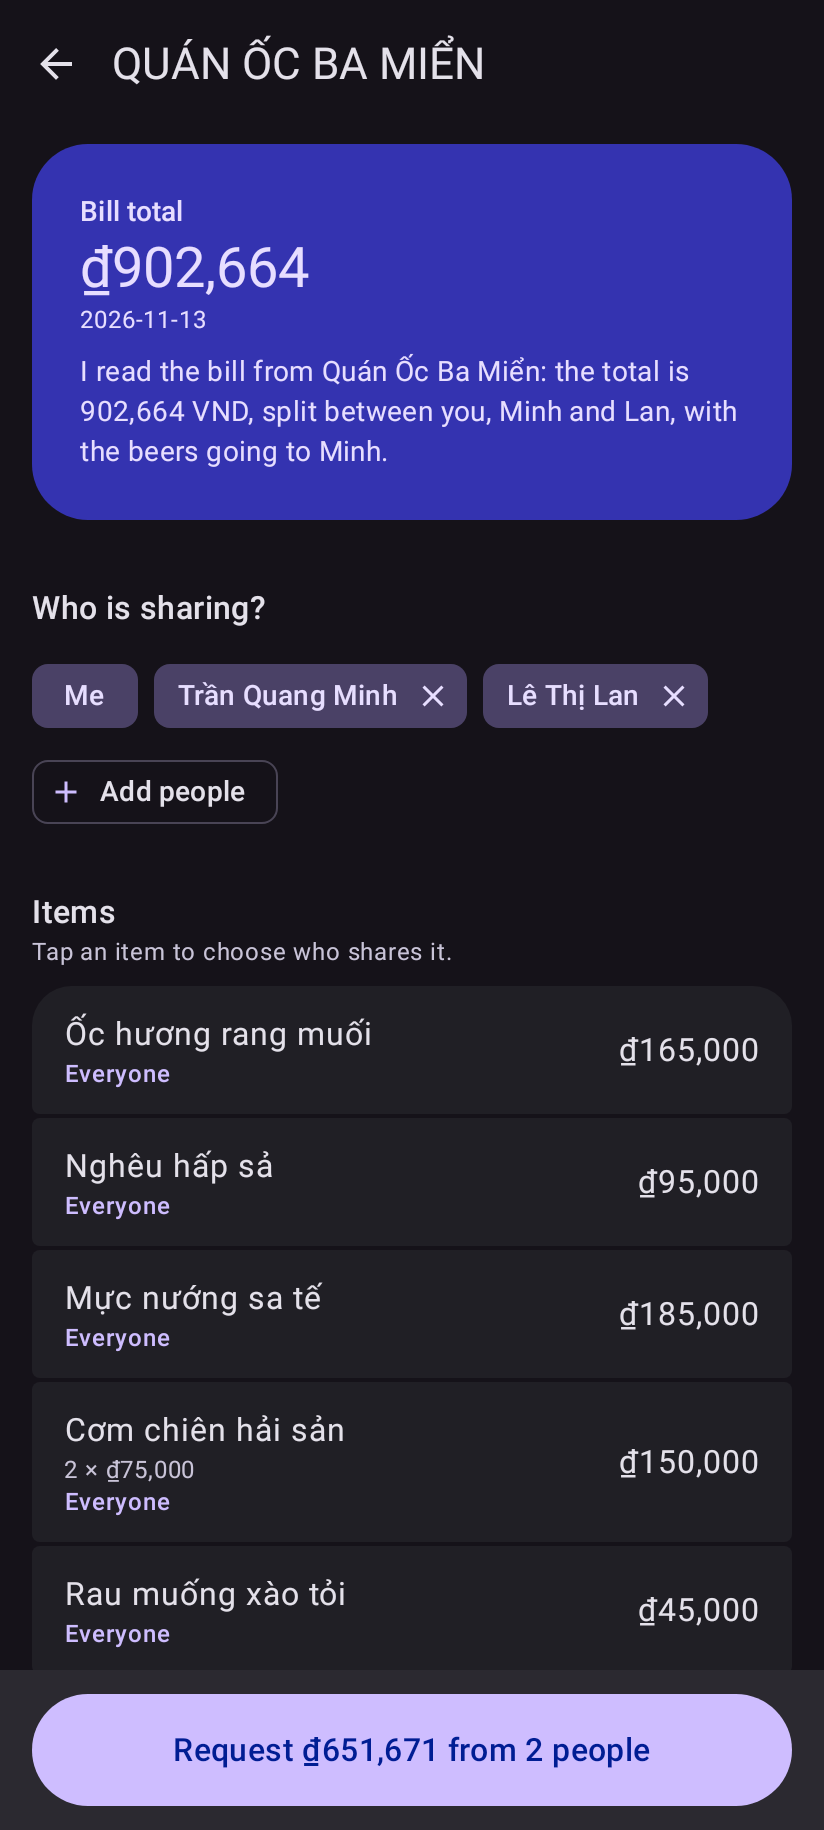 QUÁN ỐC BA MIỂN
Bill total
₫902,664
2026-11-13
I read the bill from Quán Ốc Ba Miển: the total is
902,664 VND, split between you, Minh and Lan, with
the beers going to Minh.
Who is sharing?
Me
Trần Quang Minh
Lê Thị Lan
Add people
Items
Tap an item to choose who shares it.
Ốc hương rang muối
Everyone
₫165,000
Nghêu hấp sả
Everyone
₫95,000
Mực nướng sa tế
Everyone
₫185,000
Cơm chiên hải sản
2 × ₫75,000
Everyone
₫150,000
Rau muống xào tỏi
Everyone
₫45,000
Request ₫651,671 from 2 people